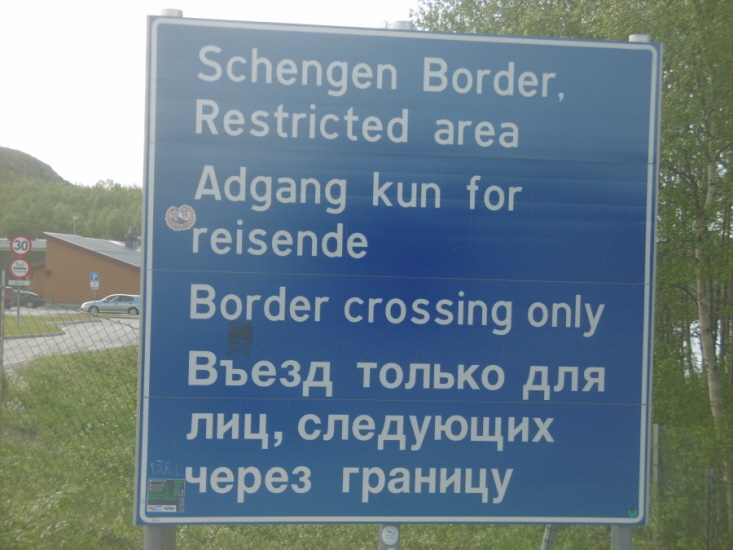 Schengen Border,
Restricted area
Adgang kun for
reisende
Border crossing only
Въезд только для
лиц, следующих
через границу
30
P